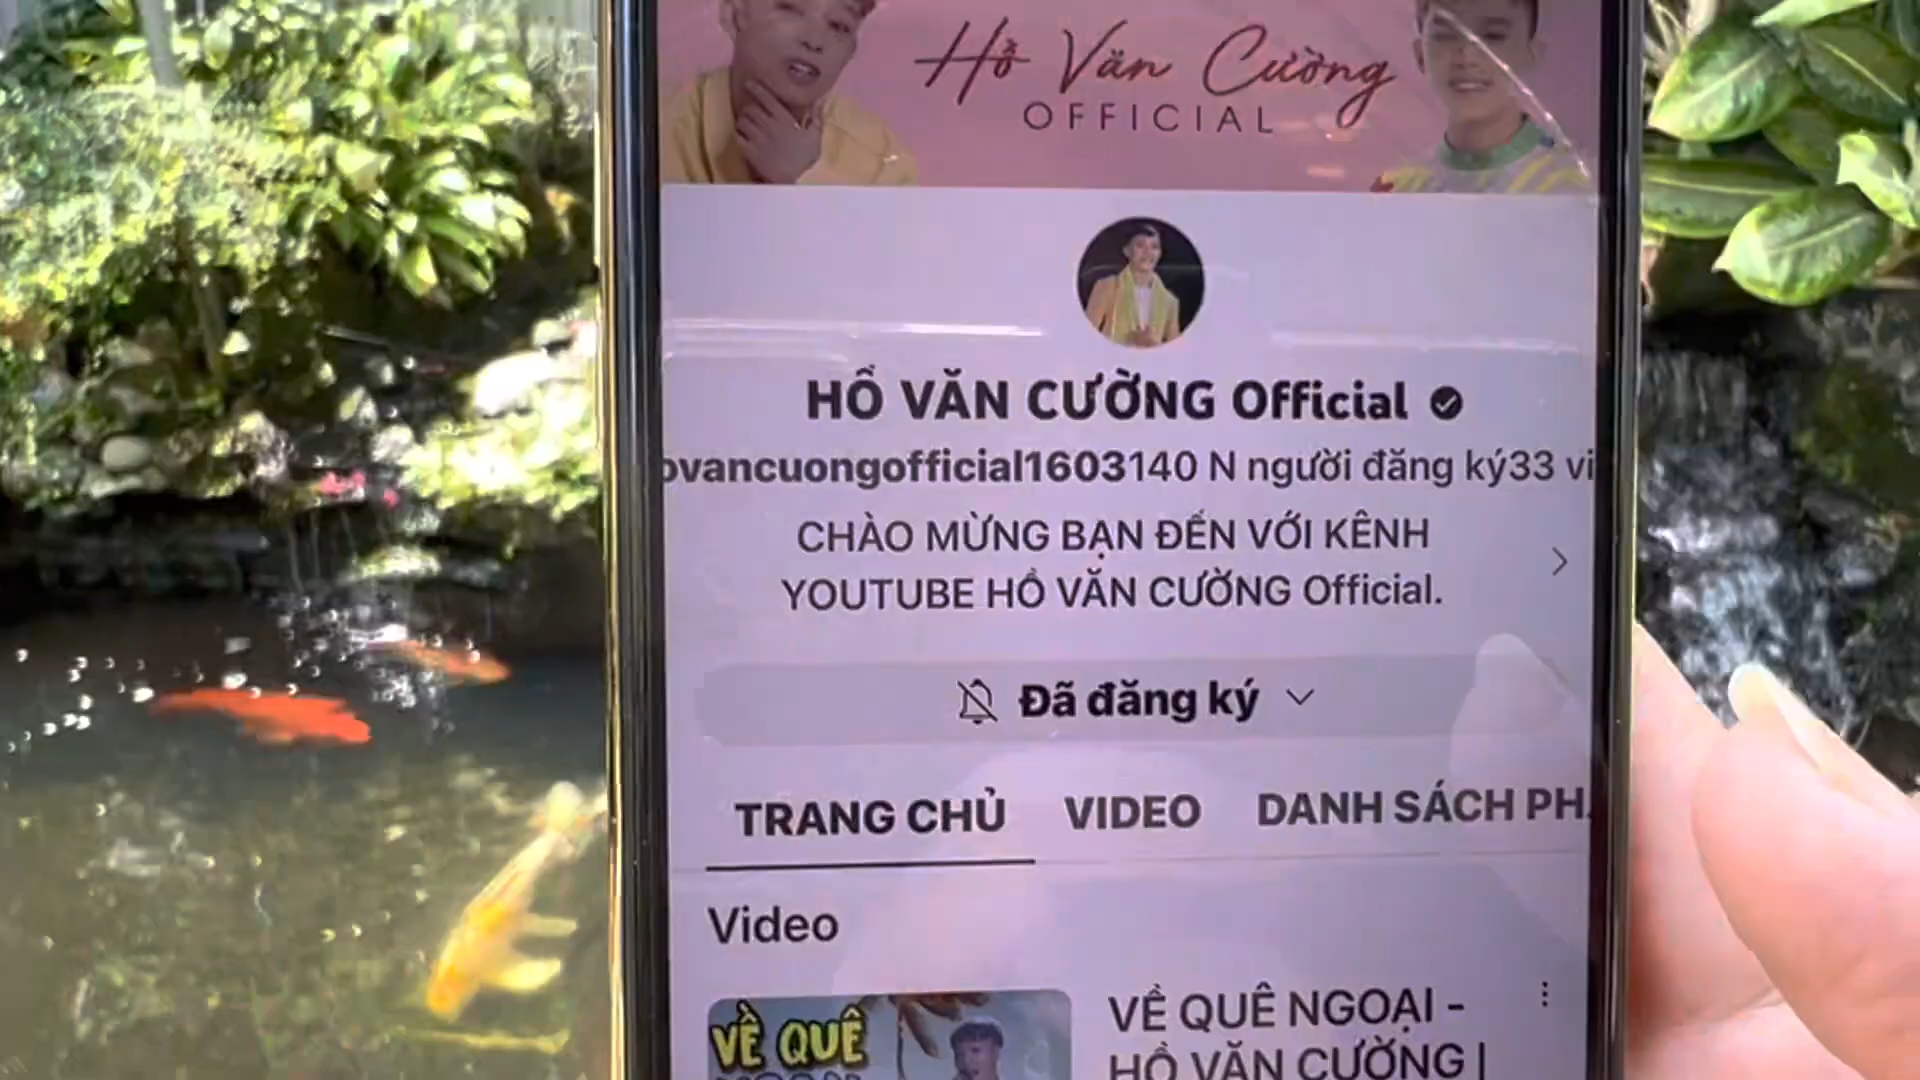 Hồ Văn Cường
OFFICIAL
HỒ VĂN CƯỜNG Official
ovancuongofficial1603140 N người đăng ký33 vi
CHÀO MỪNG BẠN ĐẾN VỚI KÊNH
YOUTUBE HỒ VĂN CƯỜNG Official.
Đã đăng ký
TRANG CHỦ VIDEO DANH SÁCH PH
Video
VỀ QUÊ
VỀ QUÊ NGOẠI -
HỒ VĂN CƯỜNG |